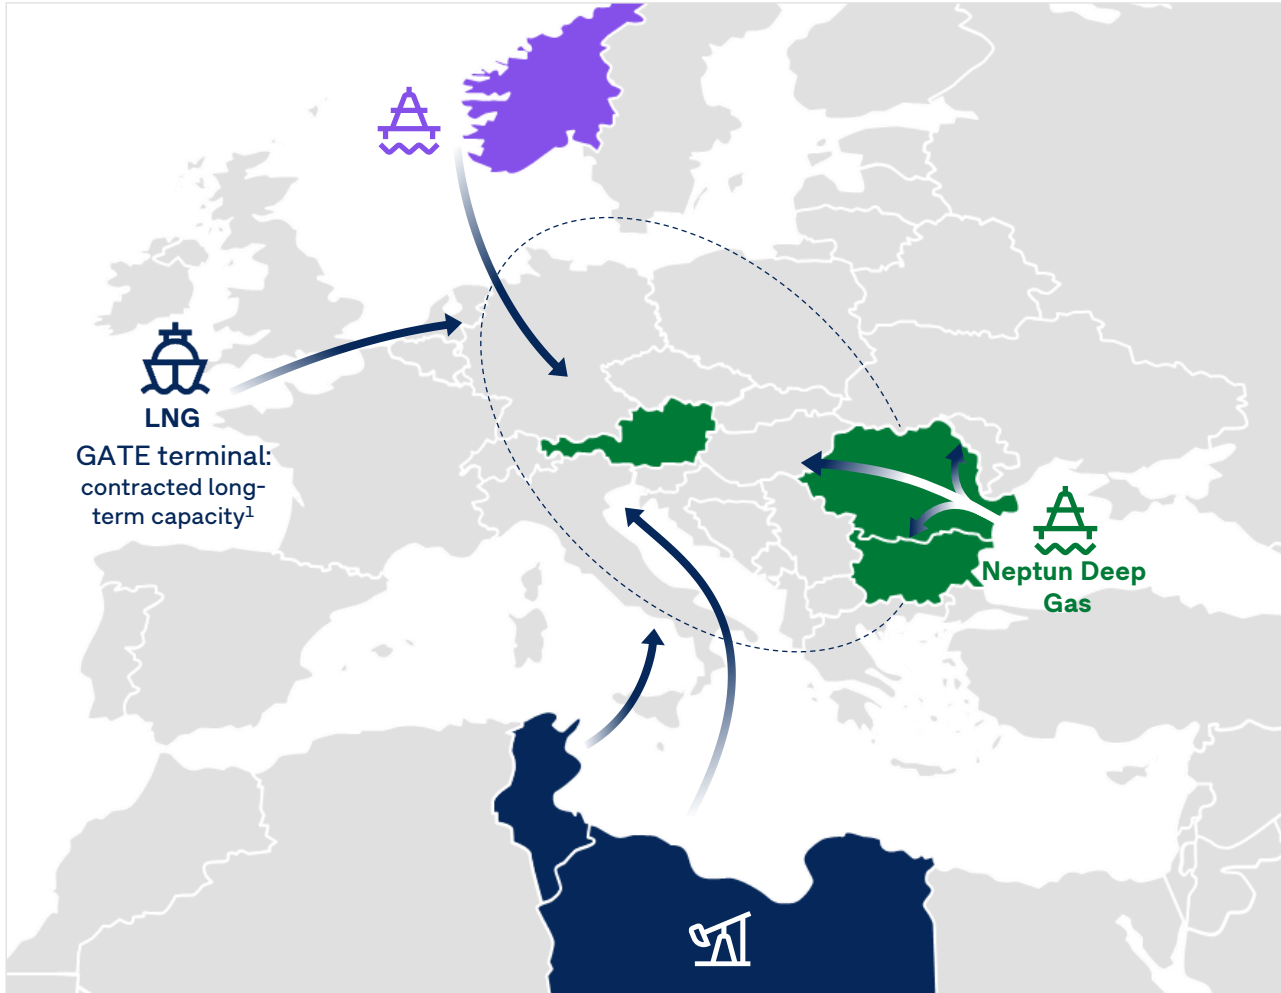 LNG
GATE terminal:
contracted long-
term capacity¹
Neptun Deep
Gas